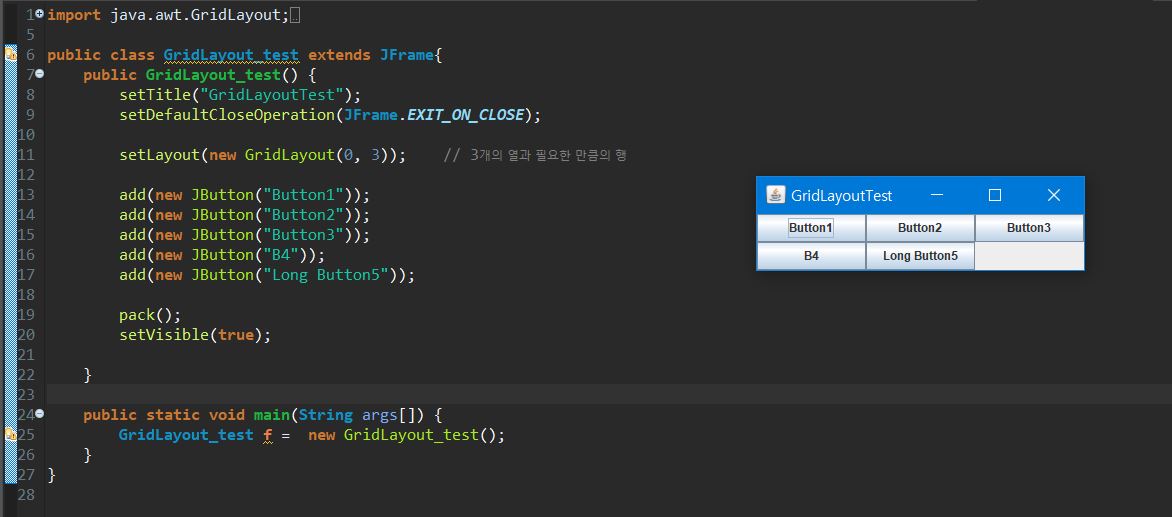 1 import java.awt.GridLayout;
5
6 public class GridLayout_test extends JFrame{
7     public GridLayout_test() {
8         setTitle("GridLayoutTest");
9         setDefaultCloseOperation(JFrame.EXIT_ON_CLOSE);
10
11         setLayout(new GridLayout(0, 3));    // 3개의 열과 필요한 만큼의 행
12
13         add(new JButton("Button1"));
14         add(new JButton("Button2"));
15         add(new JButton("Button3"));
16         add(new JButton("B4"));
17         add(new JButton("Long Button5"));
18
19         pack();
20         setVisible(true);
21
22     }
23
24     public static void main(String args[]) {
25         GridLayout_test f =  new GridLayout_test();
26     }
27 }
28
GridLayoutTest
Button1 Button2 Button3
B4 Long Button5